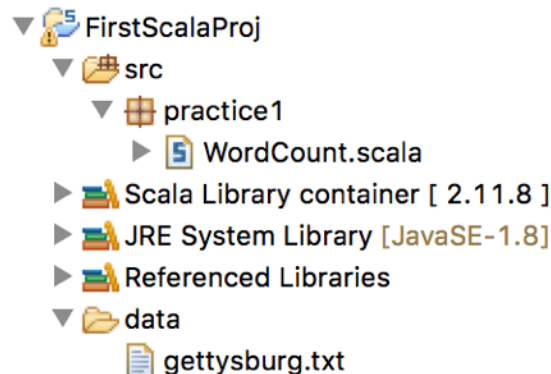 FirstScalaProj
src
practice1
WordCount.scala
Scala Library container [ 2.11.8 ]
JRE System Library [JavaSE-1.8]
Referenced Libraries
data
gettysburg.txt